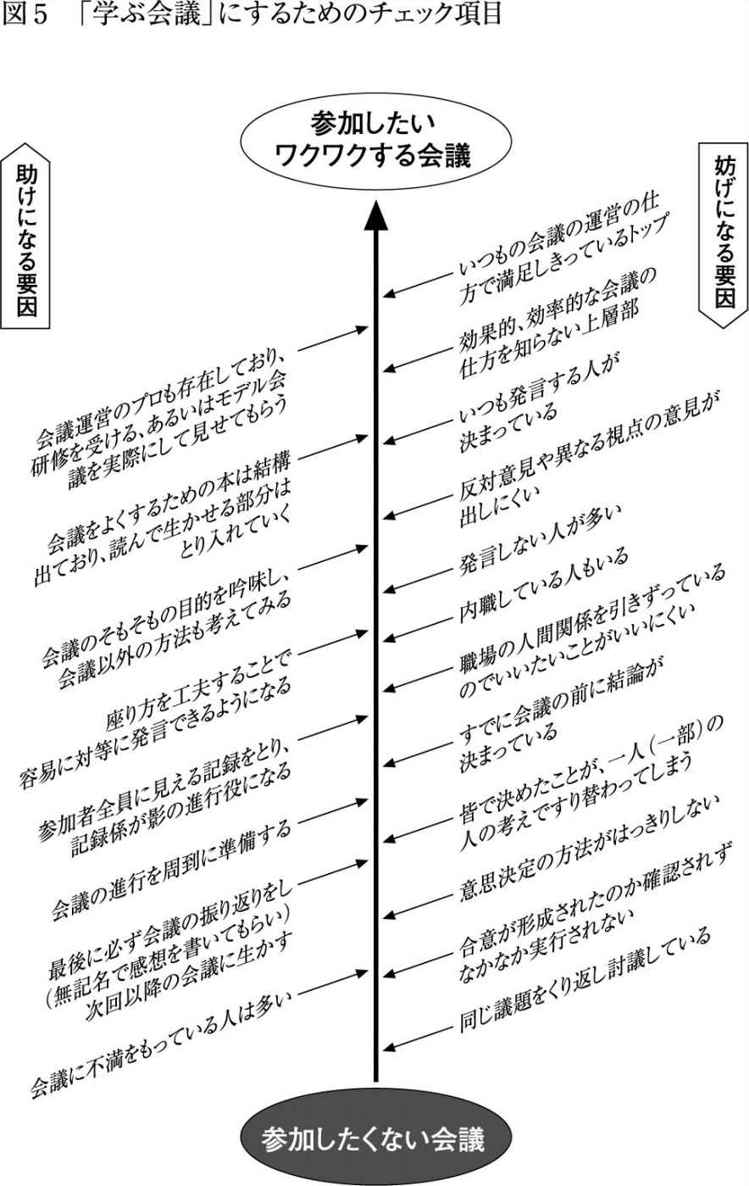 図5 「学ぶ会議」にするためのチェック項目
参加したい
ワクワクする会議
助けになる要因
妨げになる要因
会議運営のプロも存在しており、
研修を受ける、あるいはモデル会
議を実際にして見せてもらう
会議をよくするための本は結構
出ており、読んで生かせる部分は
とり入れていく
会議のそもそもの目的を吟味し、
会議以外の方法も考えてみる
座り方を工夫することで
容易に対等に発言できるようになる
参加者全員に見える記録をとり、
記録係が影の進行役になる
会議の進行を周到に準備する
最後に必ず会議の振り返りをし
（無記名で感想を書いてもらい）
次回以降の会議に生かす
会議に不満をもっている人は多い
いつもの会議の運営の仕
方で満足しきっているトップ
効果的、効率的な会議の
仕方を知らない上層部
いつも発言する人が
決まっている
反対意見や異なる視点の意見が
出しにくい
発言しない人が多い
内職している人もいる
職場の人間関係を引きずっている
のでいいたいことがいいにくい
すでに会議の前に結論が
決まっている
皆で決めたことが、一人（一部）の
人の考えですり替わってしまう
意思決定の方法がはっきりしない
合意が形成されたのか確認されず
なかなか実行されない
同じ議題をくり返し討議している
参加したくない会議